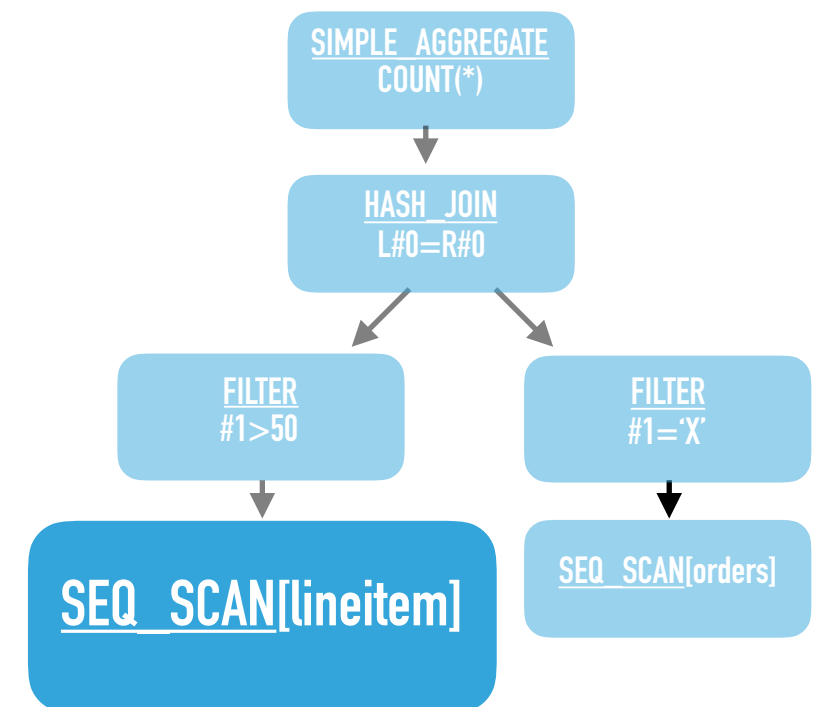 SIMPLE_AGGREGATE
COUNT(*)
HASH_JOIN
L#0=R#0
FILTER
#1>50
FILTER
#1=‘X’
SEQ_SCAN[lineitem]
SEQ_SCAN[orders]